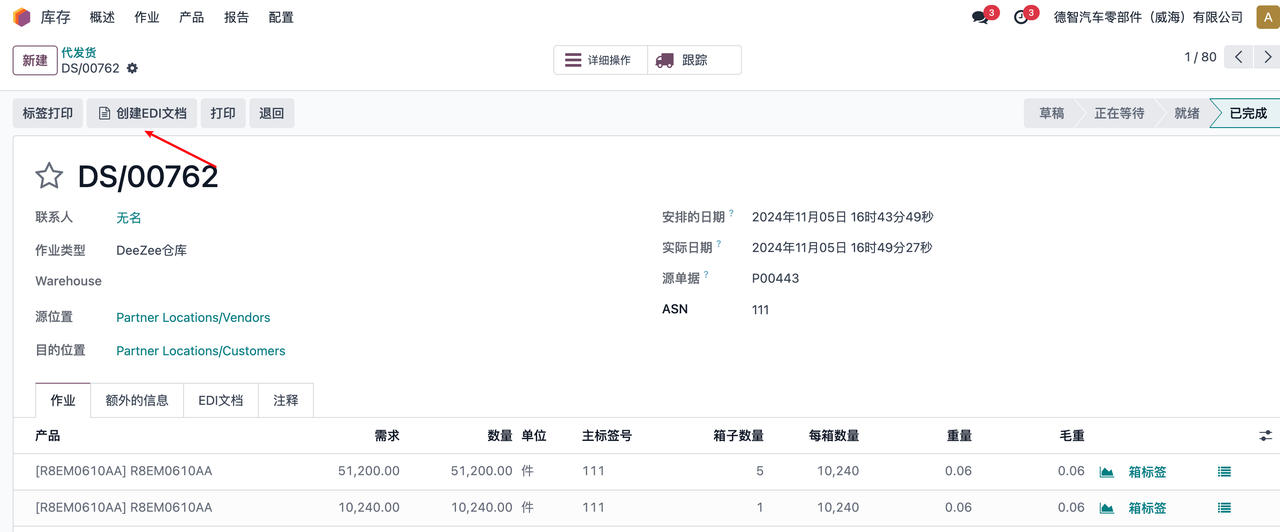 库存 概述 作业 产品 报告 配置 3 3 德智汽车零部件（威海）有限公司 A
新建 代发货 DS/00762 详细操作 跟踪 1 / 80
标签打印 创建EDI文档 打印 退回 草稿 正在等待 就绪 已完成
DS/00762
联系人 无名 安排的日期 ? 2024年11月05日 16时43分49秒
作业类型 DeeZee仓库 实际日期 ? 2024年11月05日 16时49分27秒
Warehouse 源单据 ? P00443
源位置 Partner Locations/Vendors ASN 111
目的位置 Partner Locations/Customers
作业 额外的信息 EDI文档 注释
产品 需求 数量 单位 主标签号 箱子数量 每箱数量 重量 毛重
[R8EM0610AA] R8EM0610AA 51,200.00 51,200.00 件 111 5 10,240 0.06 0.06 箱标签
[R8EM0610AA] R8EM0610AA 10,240.00 10,240.00 件 111 1 10,240 0.06 0.06 箱标签